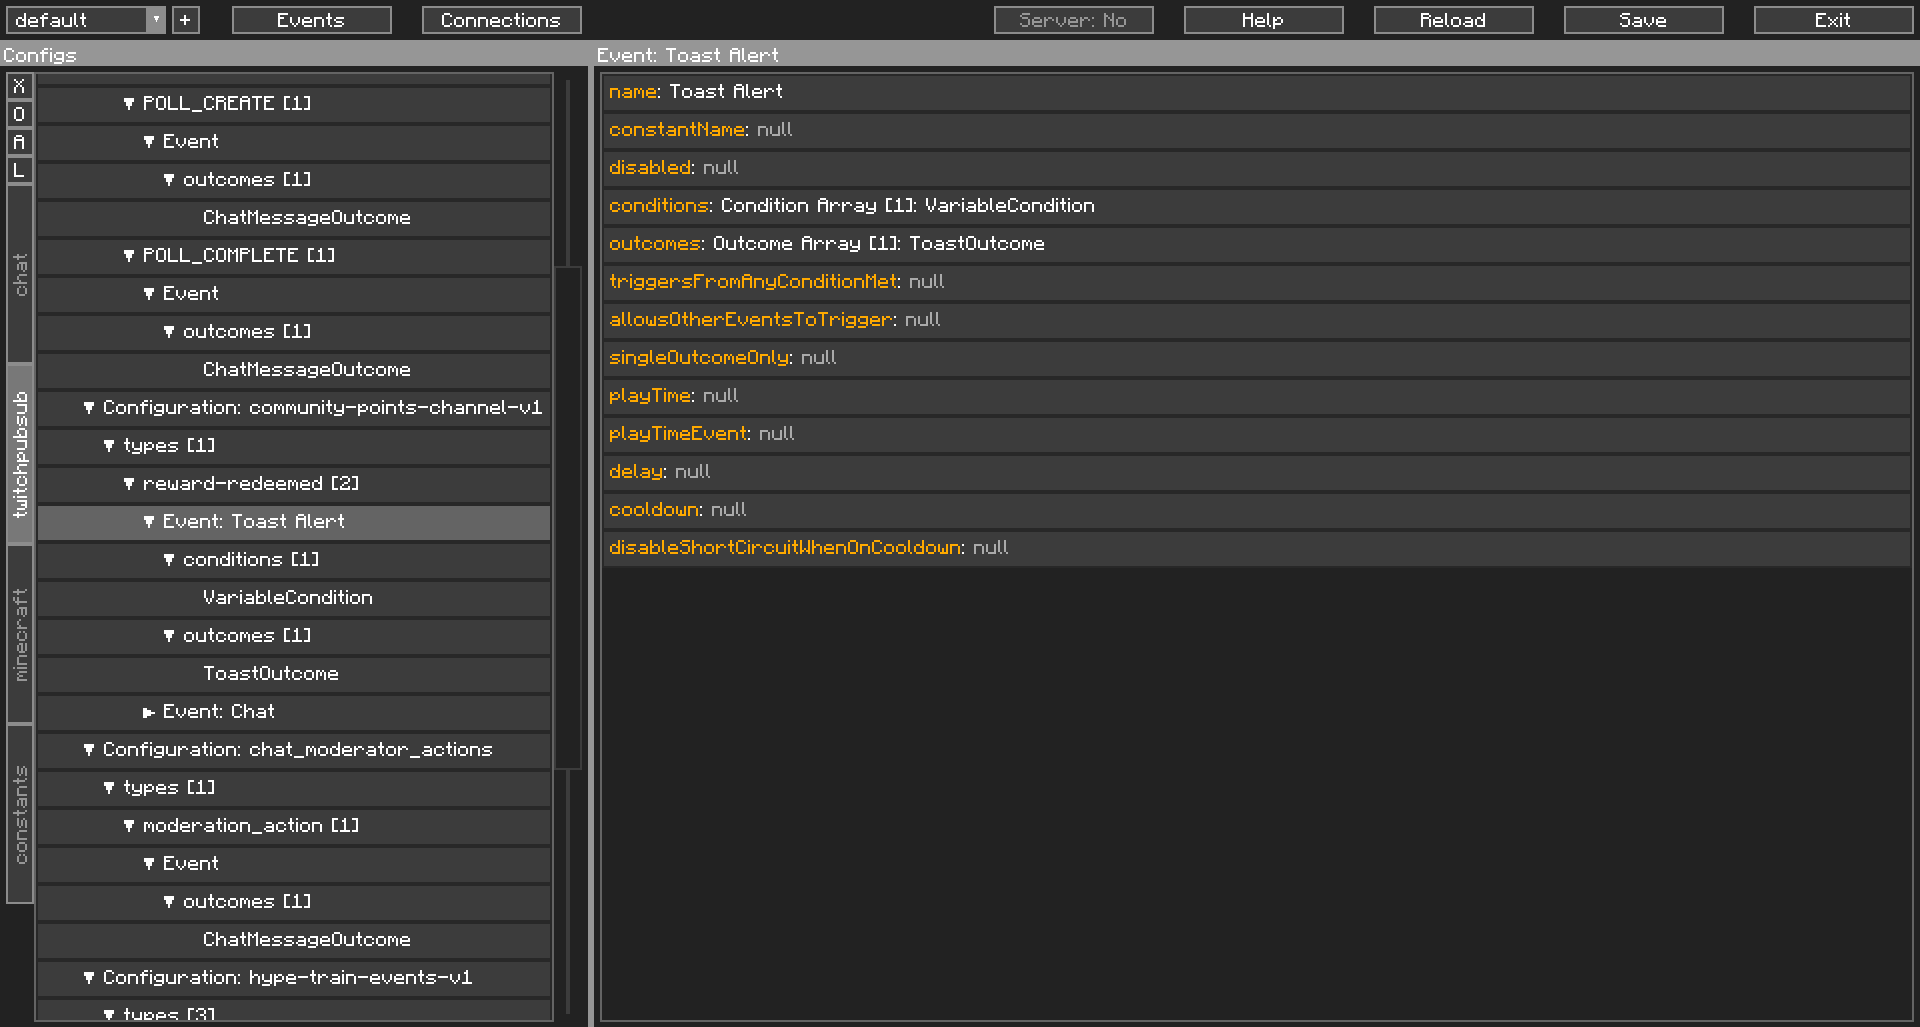 default
+
Events
Connections
Server: No
Help
Reload
Save
Exit
Configs
X
O
A
L
chat
twitchpubsub
minecraft
constants
POLL_CREATE [1]
Event
outcomes [1]
ChatMessageOutcome
POLL_COMPLETE [1]
Event
outcomes [1]
ChatMessageOutcome
Configuration: community-points-channel-v1
types [1]
reward-redeemed [2]
Event: Toast Alert
conditions [1]
VariableCondition
outcomes [1]
ToastOutcome
Event: Chat
Configuration: chat_moderator_actions
types [1]
moderation_action [1]
Event
outcomes [1]
ChatMessageOutcome
Configuration: hype-train-events-v1
types [3]
Event: Toast Alert
name: Toast Alert
constantName: null
disabled: null
conditions: Condition Array [1]: VariableCondition
outcomes: Outcome Array [1]: ToastOutcome
triggersFromAnyConditionMet: null
allowsOtherEventsToTrigger: null
singleOutcomeOnly: null
playTime: null
playTimeEvent: null
delay: null
cooldown: null
disableShortCircuitWhenOnCooldown: null